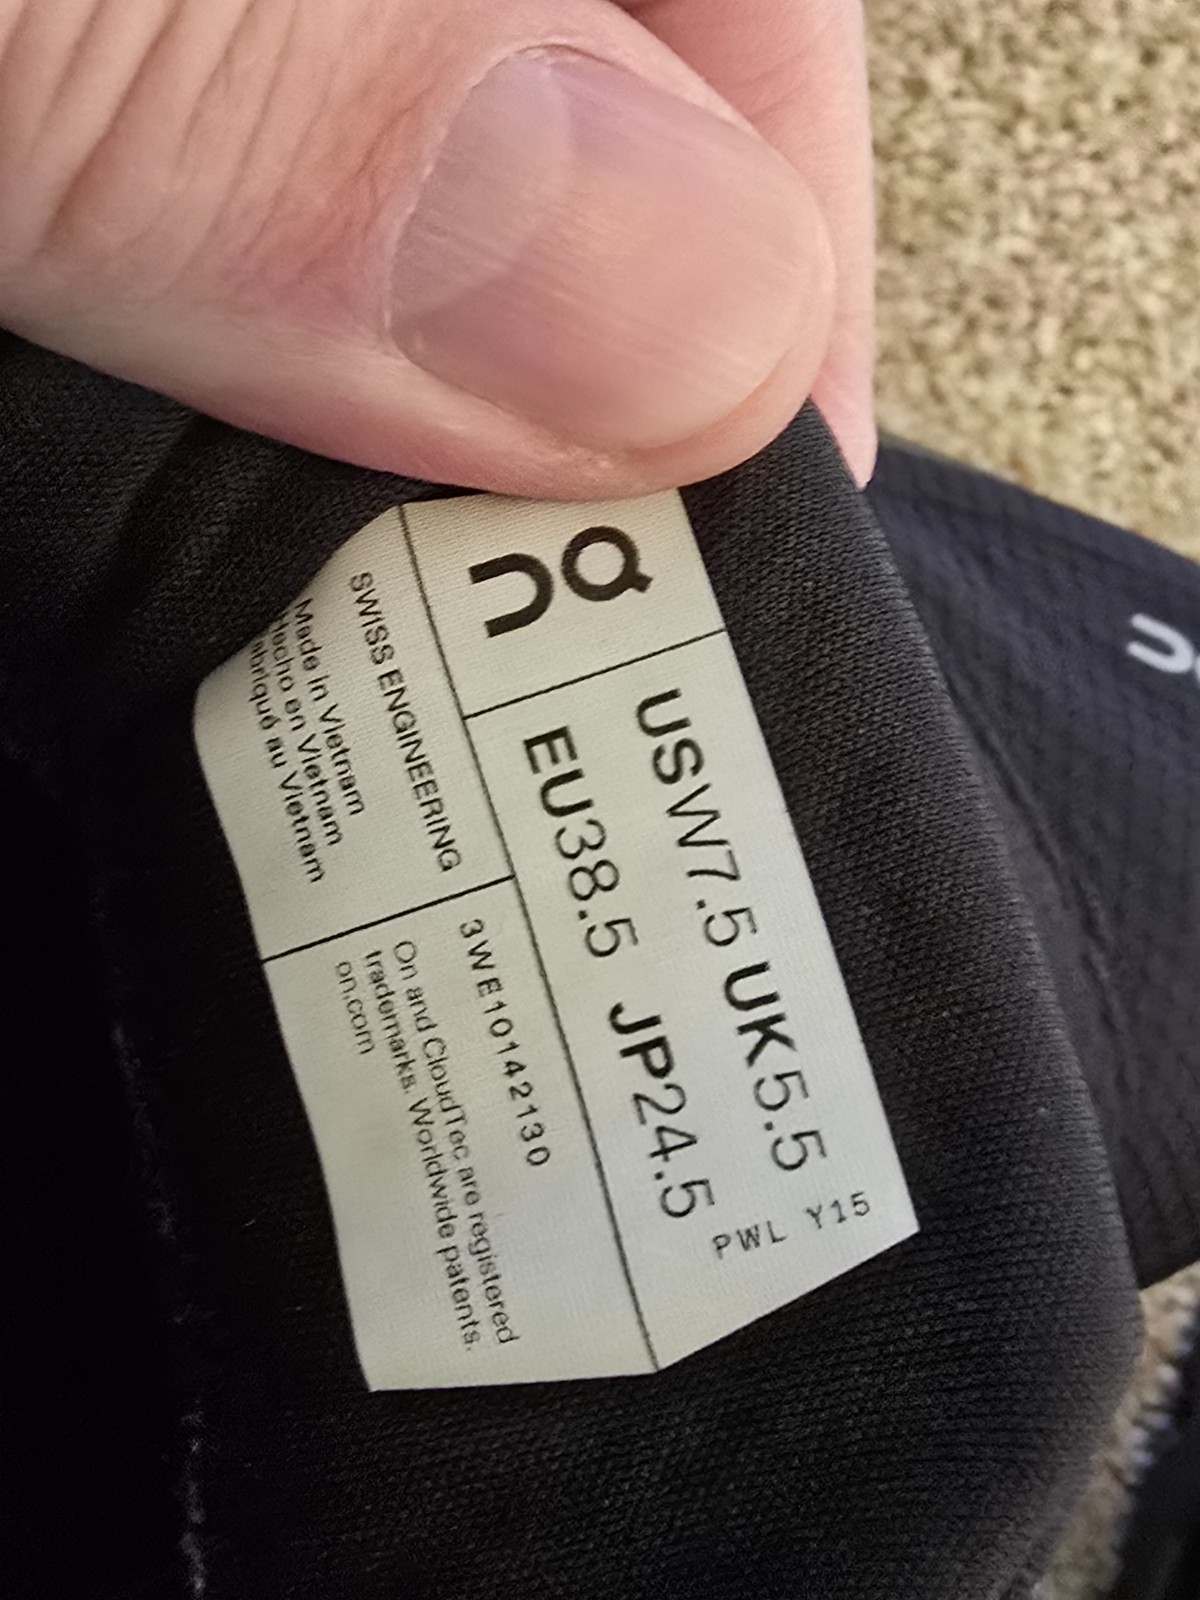 On
USW7.5 UK5.5
EU38.5 JP24.5
PWL Y15
SWISS ENGINEERING
Made in Vietnam
Hecho en Vietnam
Fabriqué au Vietnam
3WE10142130
On and CloudTec are registered
trademarks. Worldwide patents.
on.com